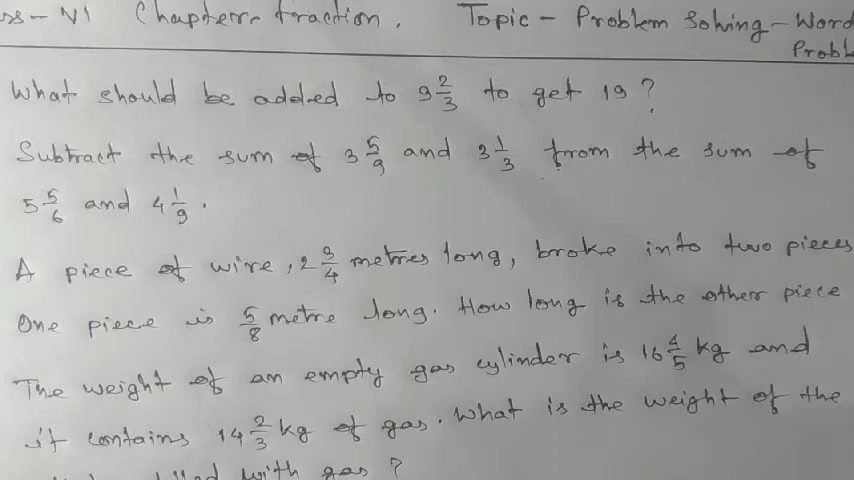 ss - VI Chapter - fraction. Topic - Problem Solving - Word
Probl
What should be added to 9 2/3 to get 19?
Subtract the sum of 3 5/9 and 3 1/3 from the sum of
5 5/6 and 4 1/9.
A piece of wire, 2 3/4 metres long, broke into two pieces
One piece is 5/8 metre long. How long is the other piece
The weight of an empty gas cylinder is 16 4/5 kg and
it contains 14 2/3 kg of gas. What is the weight of the
filled with gas?